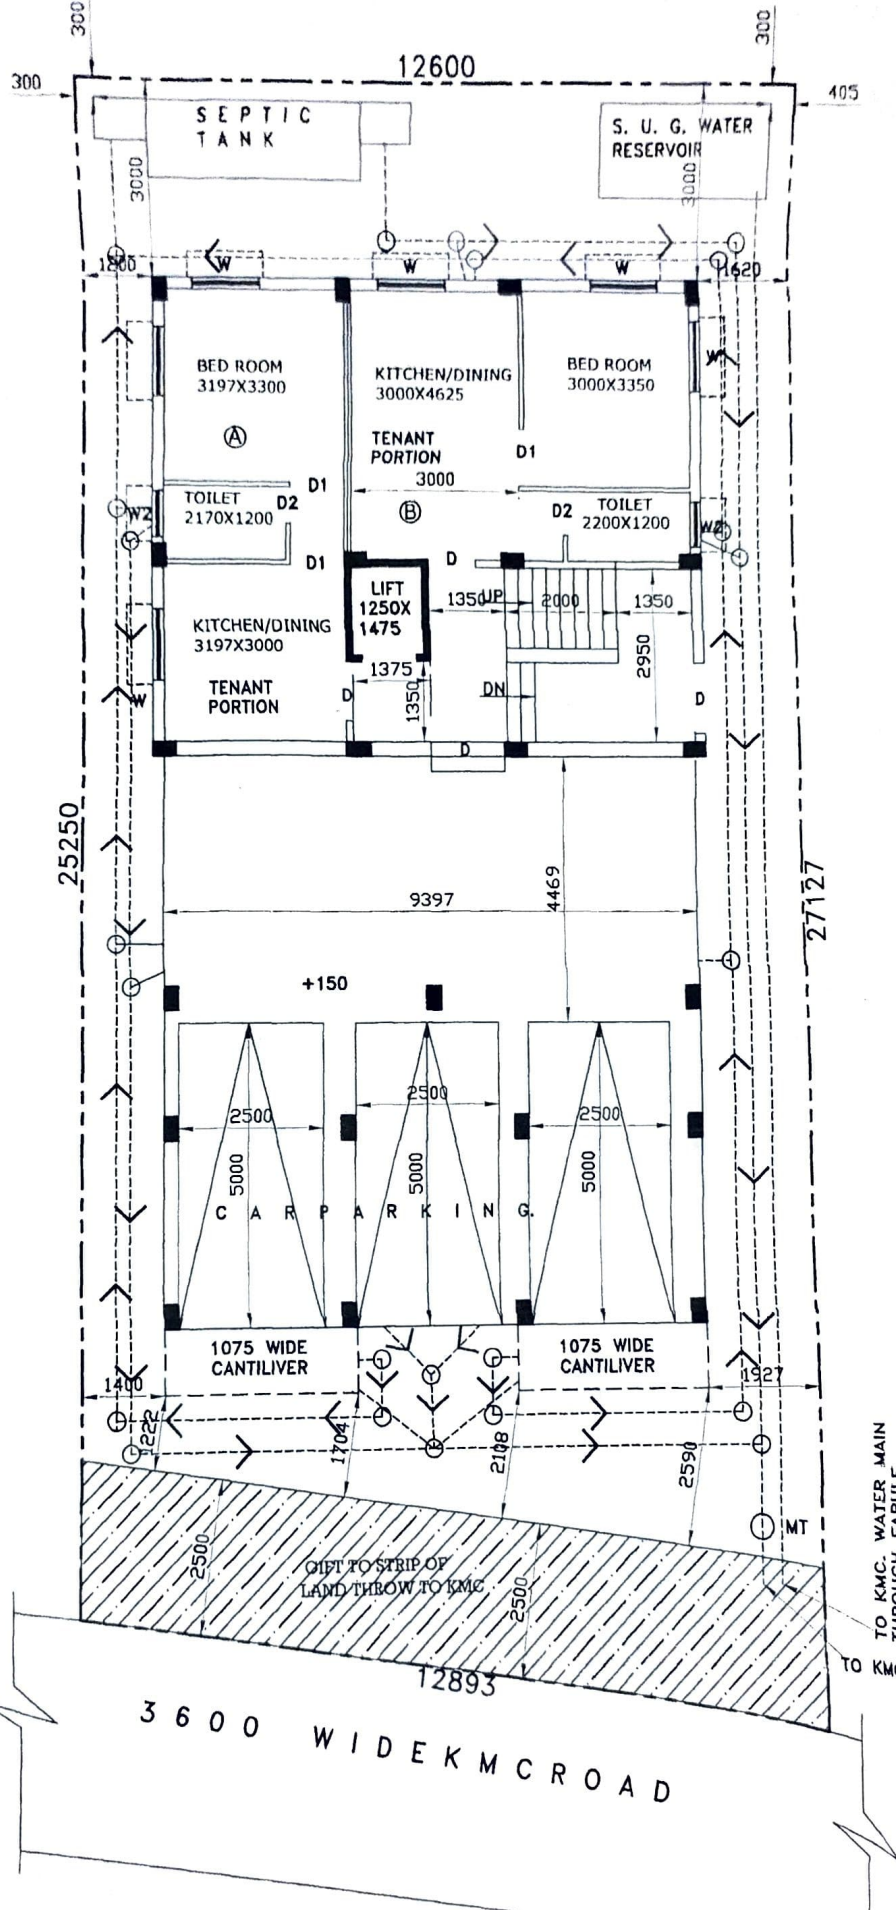 300
300
12600
300
405
SEPTIC
TANK
S. U. G. WATER
RESERVOIR
3000
3000
1200
W
W
W
1620
BED ROOM
3197X3300
KITCHEN/DINING
3000X4625
BED ROOM
3000X3350
W
A
TENANT
PORTION
D1
3000
D1
TOILET
2170X1200
D2
B
D2
TOILET
2200X1200
W2
W2
D1
D
LIFT
1250X
1475
1350
UP
2000
1350
KITCHEN/DINING
3197X3000
2950
1375
TENANT
PORTION
D
1350
DN
W
D
D
25250
4469
9397
27127
+150
2500
2500
2500
5000
5000
5000
CARPARKING.
1075 WIDE
CANTILIVER
1075 WIDE
CANTILIVER
1400
1927
1222
1704
2108
2590
MT
TO KMC. WATER MAIN
2500
GIFT TO STRIP OF
LAND THROW TO KMC
2500
12893
3600 WIDEKMCROAD